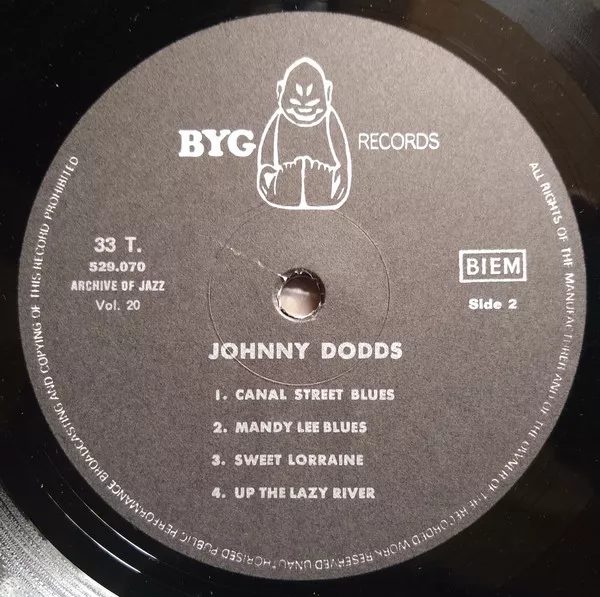 BYG RECORDS
33 T.
529.070
ARCHIVE OF JAZZ
Vol. 20
BIEM
Side 2
JOHNNY DODDS
1. CANAL STREET BLUES
2. MANDY LEE BLUES
3. SWEET LORRAINE
4. UP THE LAZY RIVER
ALL RIGHTS OF THE MANUFACTURER AND OF THE OWNER OF THE RECORDED WORK RESERVED UNAUTHORISED PUBLIC PERFORMANCE BROADCASTING AND COPYING OF THIS RECORD PROHIBITED